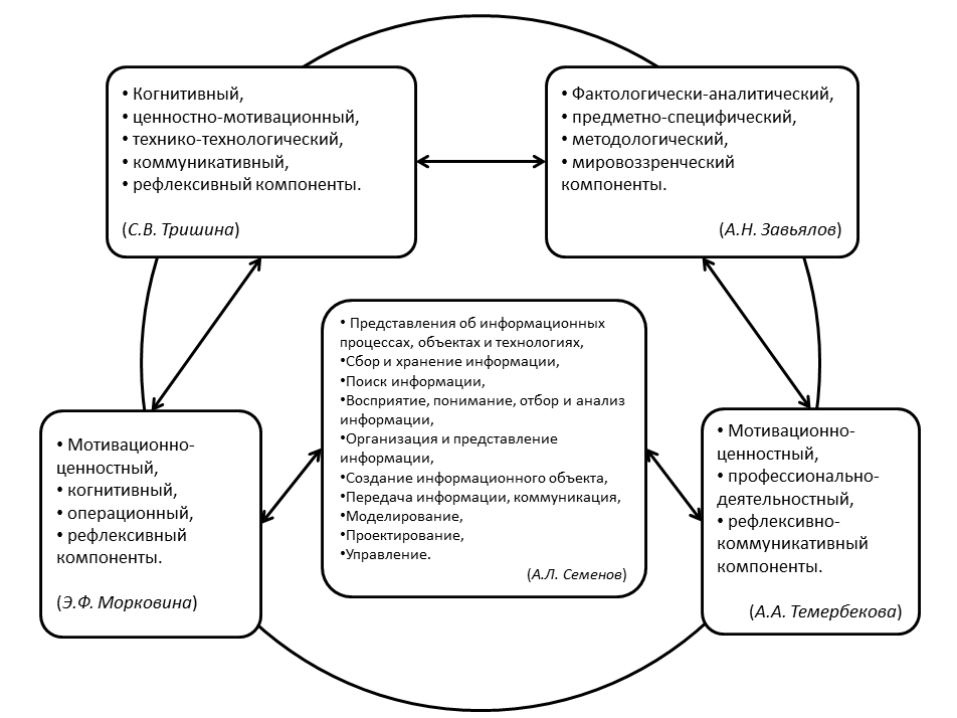 • Когнитивный,
• ценностно-мотивационный,
• технико-технологический,
• коммуникативный,
• рефлексивный компоненты.
(С.В. Тришина)
• Фактологически-аналитический,
• предметно-специфический,
• методологический,
• мировоззренческий
компоненты.
(А.Н. Завьялов)
• Представления об информационных
процессах, объектах и технологиях,
•Сбор и хранение информации,
•Поиск информации,
•Восприятие, понимание, отбор и анализ
информации,
•Организация и представление
информации,
•Создание информационного объекта,
•Передача информации, коммуникация,
•Моделирование,
•Проектирование,
•Управление.
(А.Л. Семенов)
• Мотивационно-
ценностный,
• когнитивный,
• операционный,
• рефлексивный
компоненты.
(Э.Ф. Морковина)
• Мотивационно-
ценностный,
• профессионально-
деятельностный,
• рефлексивно-
коммуникативный
компоненты.
(А.А. Темербекова)